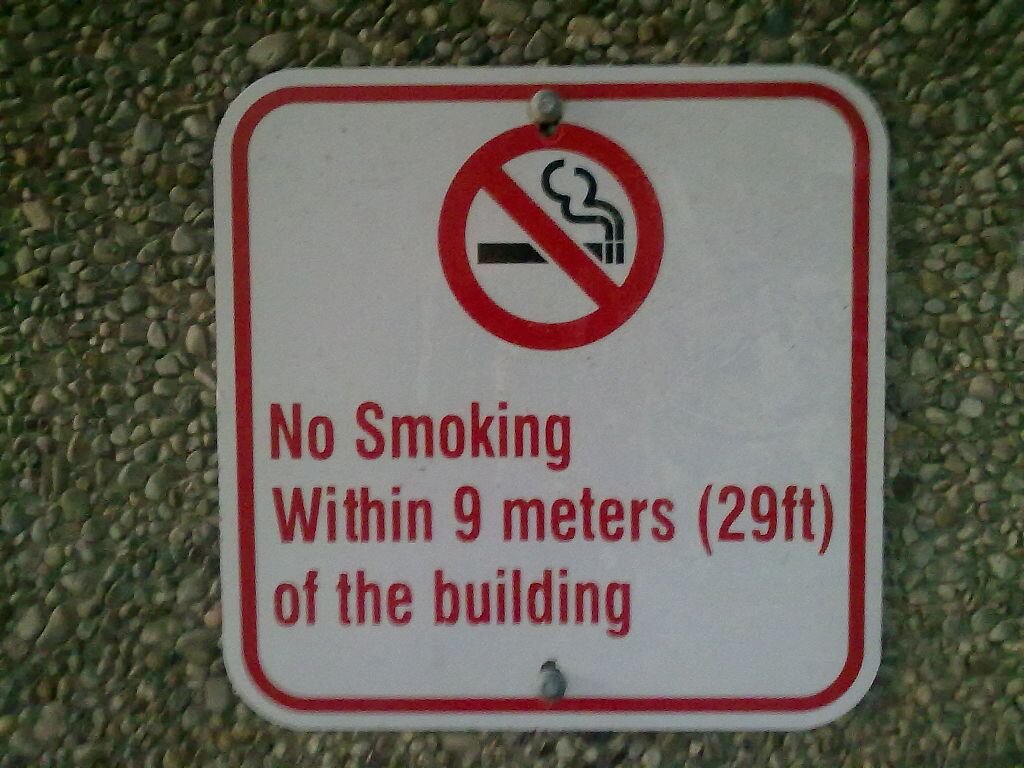 No Smoking
Within 9 meters (29ft)
of the building